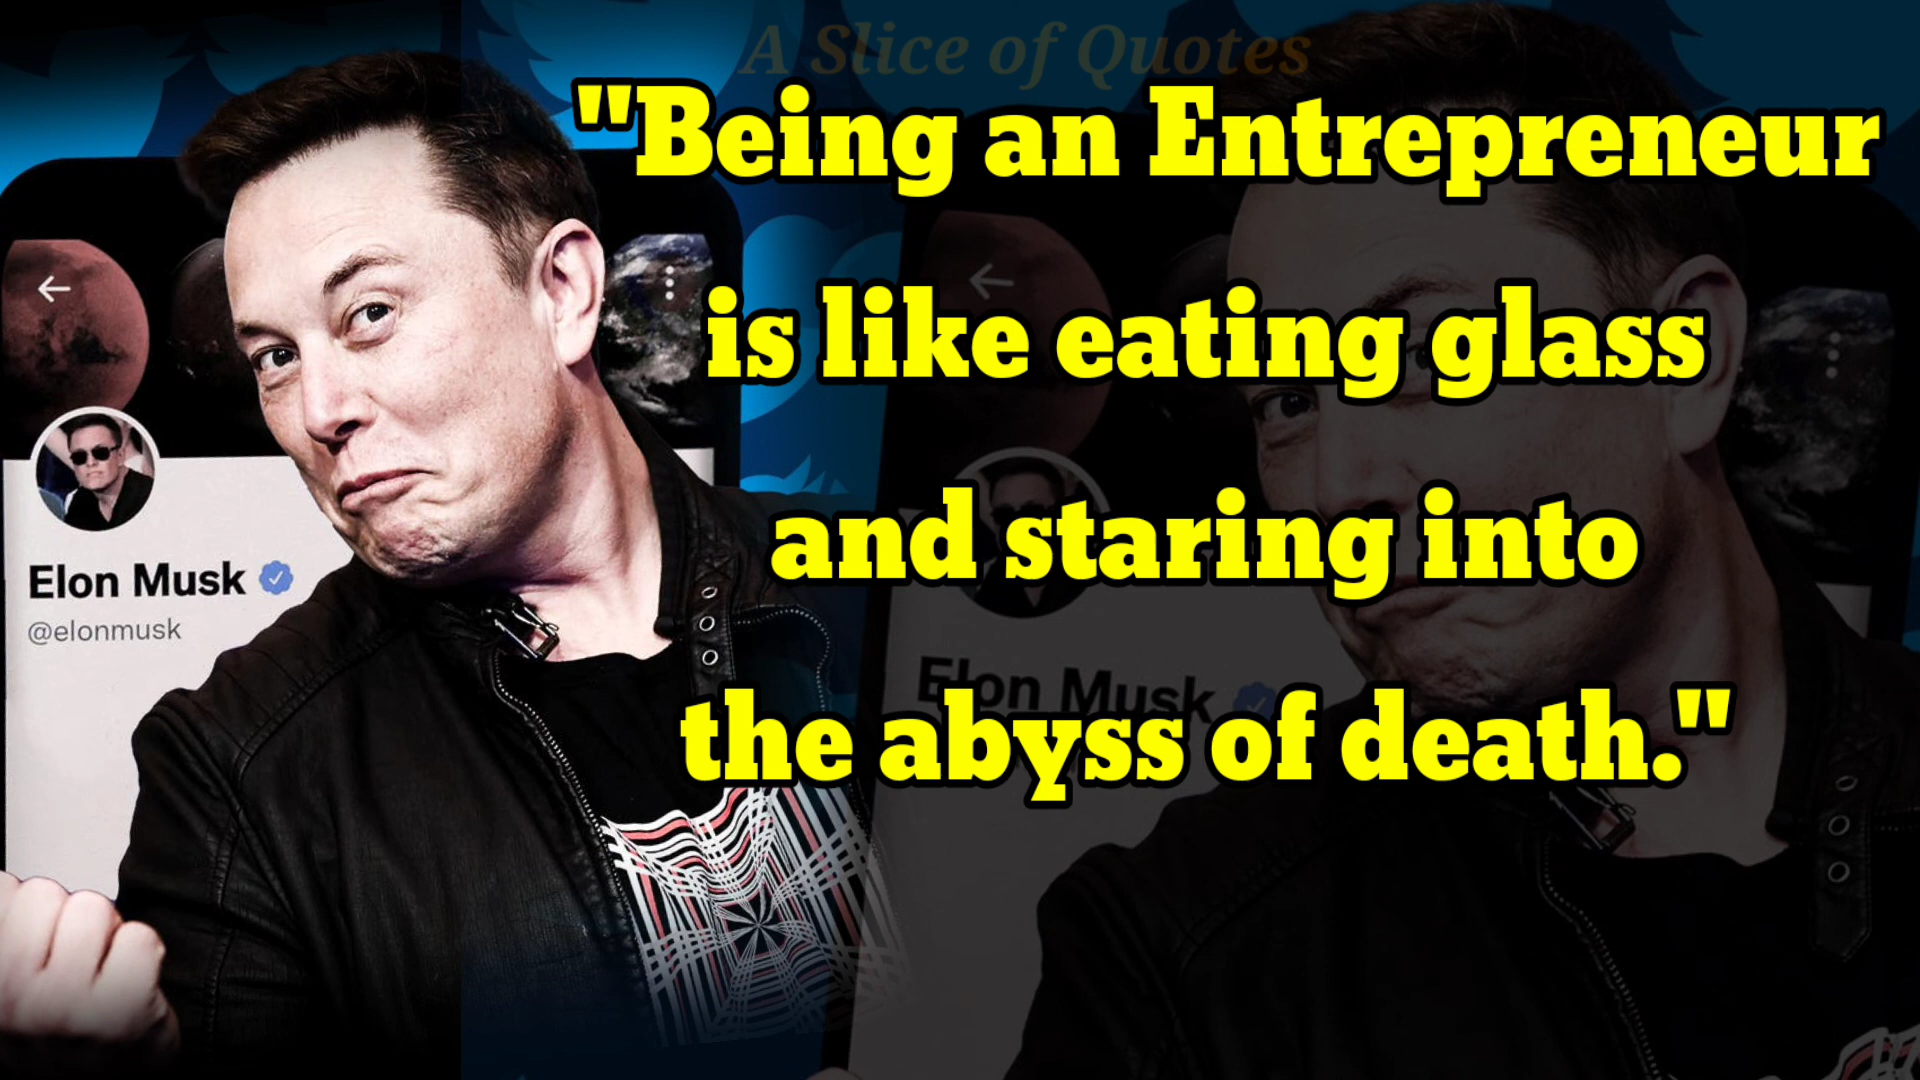 A Slice of Quotes
"Being an Entrepreneur
is like eating glass
and staring into
the abyss of death."
Elon Musk
@elonmusk
Elon Musk